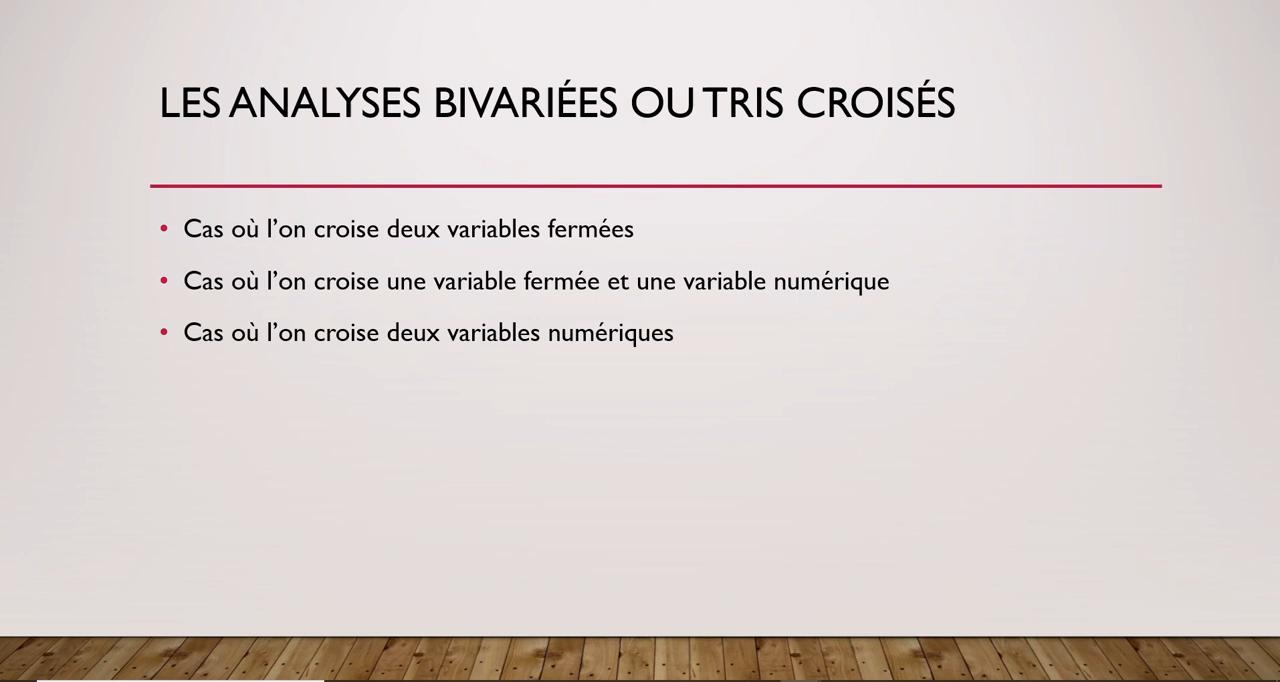 LES ANALYSES BIVARIÉES OU TRIS CROISÉS
• Cas où l’on croise deux variables fermées
• Cas où l’on croise une variable fermée et une variable numérique
• Cas où l’on croise deux variables numériques